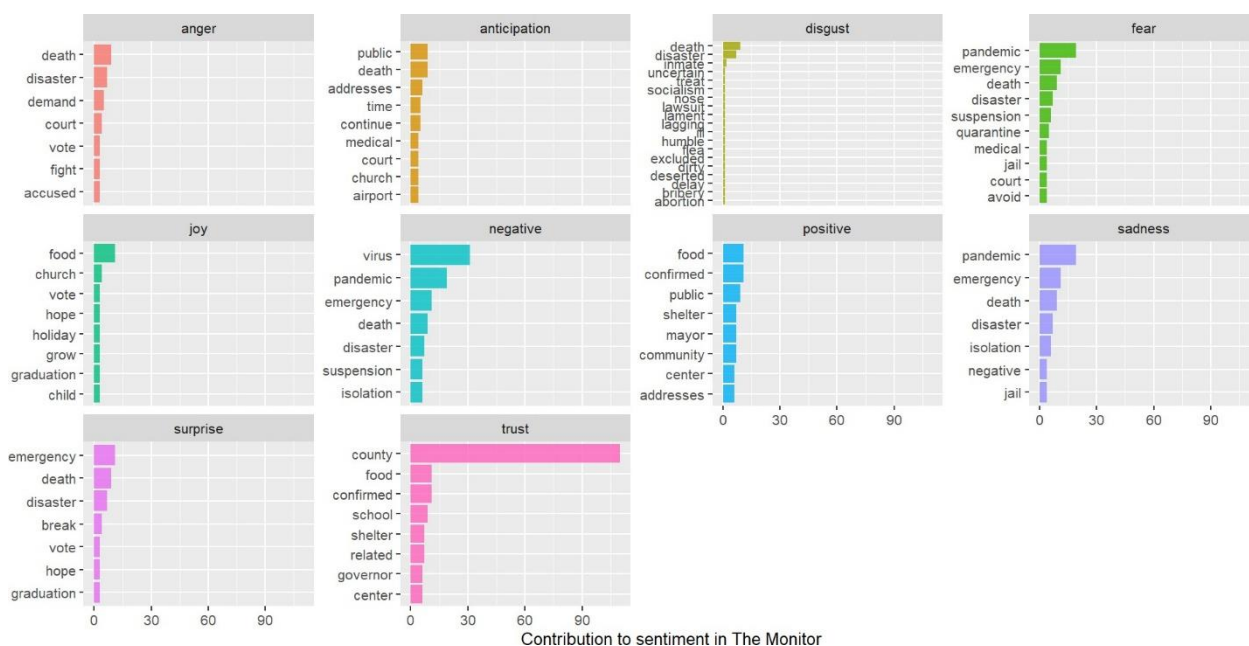 anger
death
disaster
demand
court
vote
fight
accused
anticipation
public
death
addresses
time
continue
medical
court
church
airport
disgust
death
disaster
inmate
uncertain
treat
socialism
nose
lawsuit
lament
lagging
ill
humble
flea
excluded
dirty
deserted
delay
bribery
abortion
fear
pandemic
emergency
death
disaster
suspension
quarantine
medical
jail
court
avoid
joy
food
church
vote
hope
holiday
grow
graduation
child
negative
virus
pandemic
emergency
death
disaster
suspension
isolation
positive
food
confirmed
public
shelter
mayor
community
center
addresses
0 30 60 90
sadness
pandemic
emergency
death
disaster
isolation
negative
jail
0 30 60 90
surprise
emergency
death
disaster
break
vote
hope
graduation
0 30 60 90
trust
county
food
confirmed
school
shelter
related
governor
center
0 30 60 90
Contribution to sentiment in The Monitor